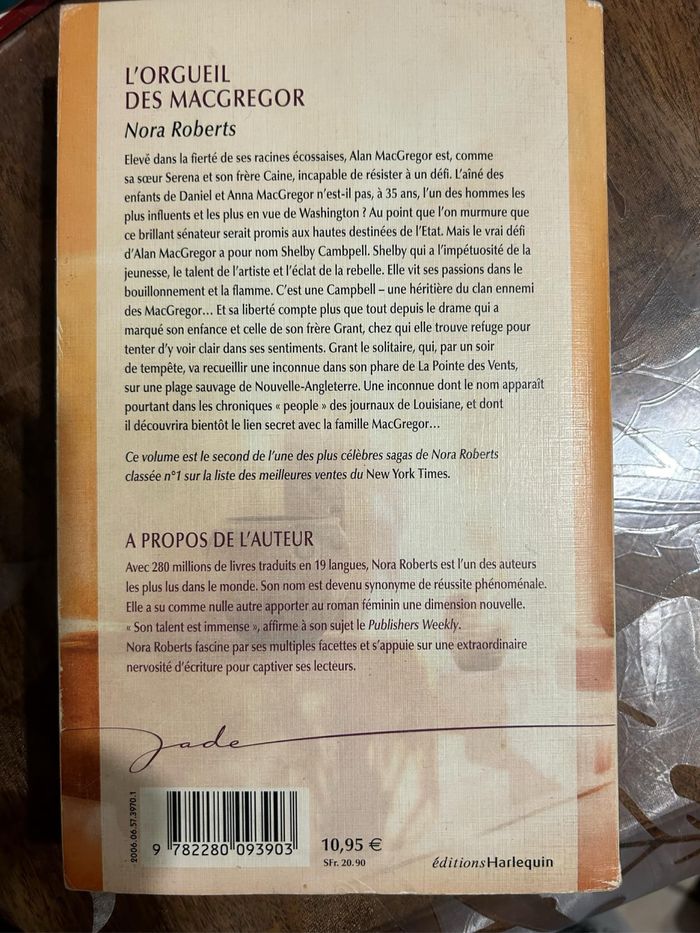 L'ORGUEIL
DES MACGREGOR
Nora Roberts
Elevé dans la fierté de ses racines écossaises, Alan MacGregor est, comme
sa sœur Serena et son frère Caine, incapable de résister à un défi. L'aîné des
enfants de Daniel et Anna MacGregor n'est-il pas, à 35 ans, l'un des hommes les
plus influents et les plus en vue de Washington ? Au point que l'on murmure que
ce brillant sénateur serait promis aux hautes destinées de l'Etat. Mais le vrai défi
d'Alan MacGregor a pour nom Shelby Cambpell. Shelby qui a l'impétuosité de la
jeunesse, le talent de l'artiste et l'éclat de la rebelle. Elle vit ses passions dans le
bouillonnement et la flamme. C'est une Campbell – une héritière du clan ennemi
des MacGregor... Et sa liberté compte plus que tout depuis le drame qui a
marqué son enfance et celle de son frère Grant, chez qui elle trouve refuge pour
tenter d'y voir clair dans ses sentiments. Grant le solitaire, qui, par un soir
de tempête, va recueillir une inconnue dans son phare de La Pointe des Vents,
sur une plage sauvage de Nouvelle-Angleterre. Une inconnue dont le nom apparaît
pourtant dans les chroniques « people » des journaux de Louisiane, et dont
il découvrira bientôt le lien secret avec la famille MacGregor...
Ce volume est le second de l'une des plus célèbres sagas de Nora Roberts
classée n°1 sur la liste des meilleures ventes du New York Times.
A PROPOS DE L'AUTEUR
Avec 280 millions de livres traduits en 19 langues, Nora Roberts est l'un des auteurs
les plus lus dans le monde. Son nom est devenu synonyme de réussite phénoménale.
Elle a su comme nulle autre apporter au roman féminin une dimension nouvelle.
« Son talent est immense », affirme à son sujet le Publishers Weekly.
Nora Roberts fascine par ses multiples facettes et s'appuie sur une extraordinaire
nervosité d'écriture pour captiver ses lecteurs.
Jade
2006.06.57.3970.1
9 782280 093903
10,95 €
SFr. 20.90
éditions Harlequin